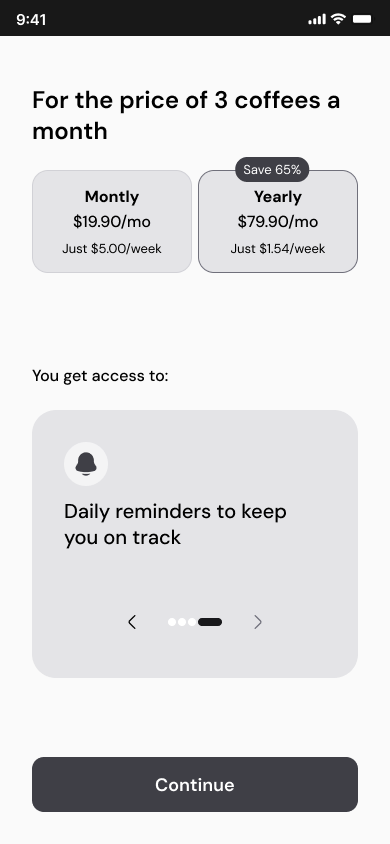 9:41
For the price of 3 coffees a
month
Save 65%
Montly
$19.90/mo
Just $5.00/week
Yearly
$79.90/mo
Just $1.54/week
You get access to:
Daily reminders to keep
you on track
Continue